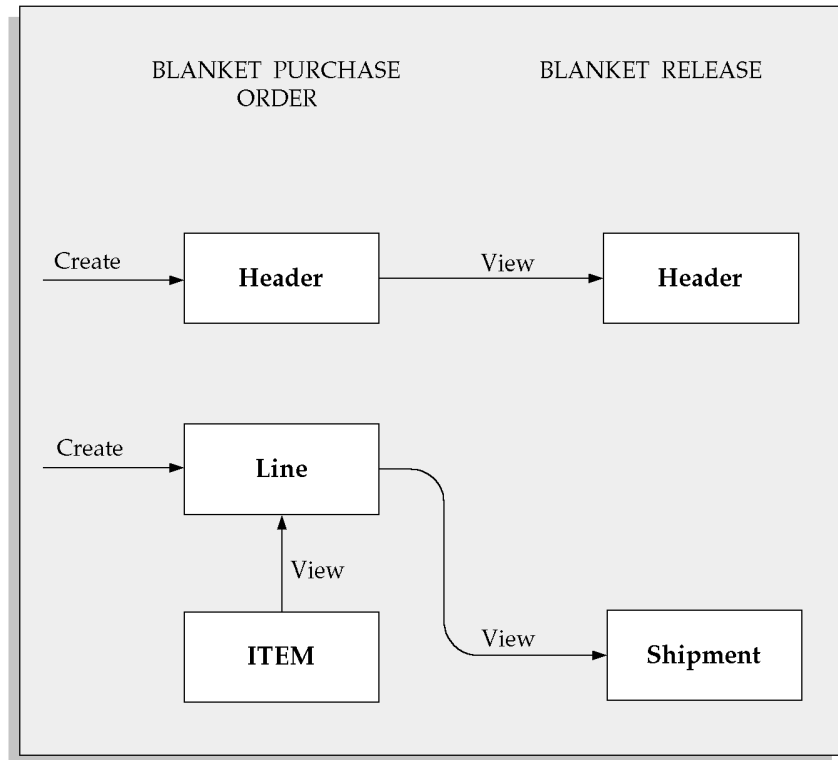 BLANKET PURCHASE
ORDER
BLANKET RELEASE
Create
Header
View
Header
Create
Line
View
ITEM
View
Shipment